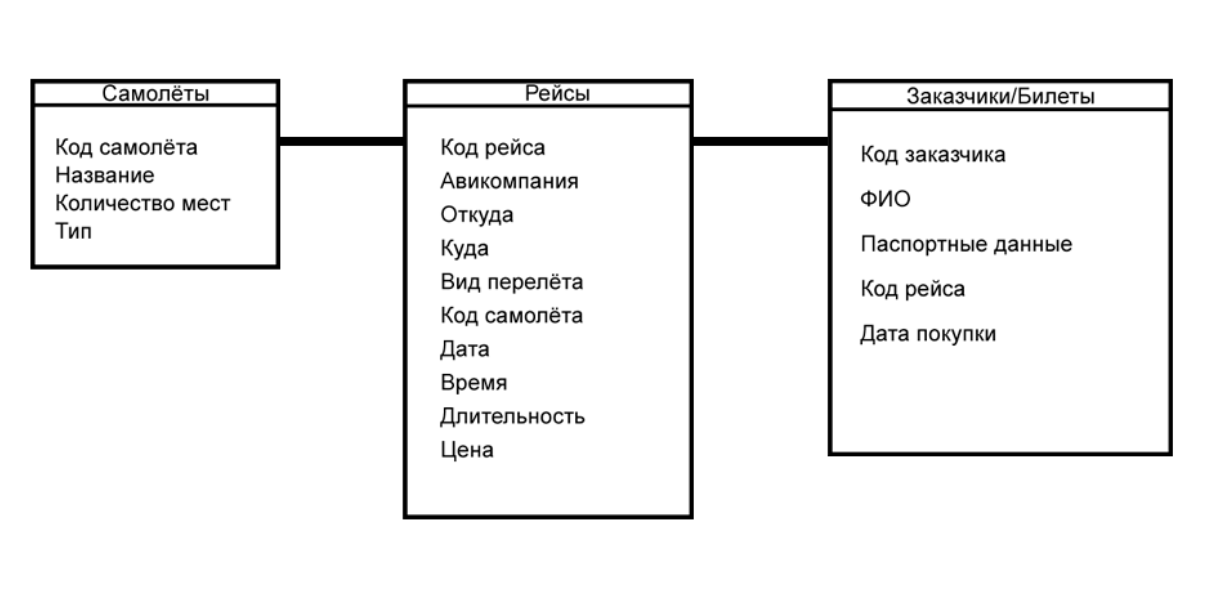 Самолёты
Код самолёта
Название
Количество мест
Тип
Рейсы
Код рейса
Авикомпания
Откуда
Куда
Вид перелёта
Код самолёта
Дата
Время
Длительность
Цена
Заказчики/Билеты
Код заказчика
ФИО
Паспортные данные
Код рейса
Дата покупки